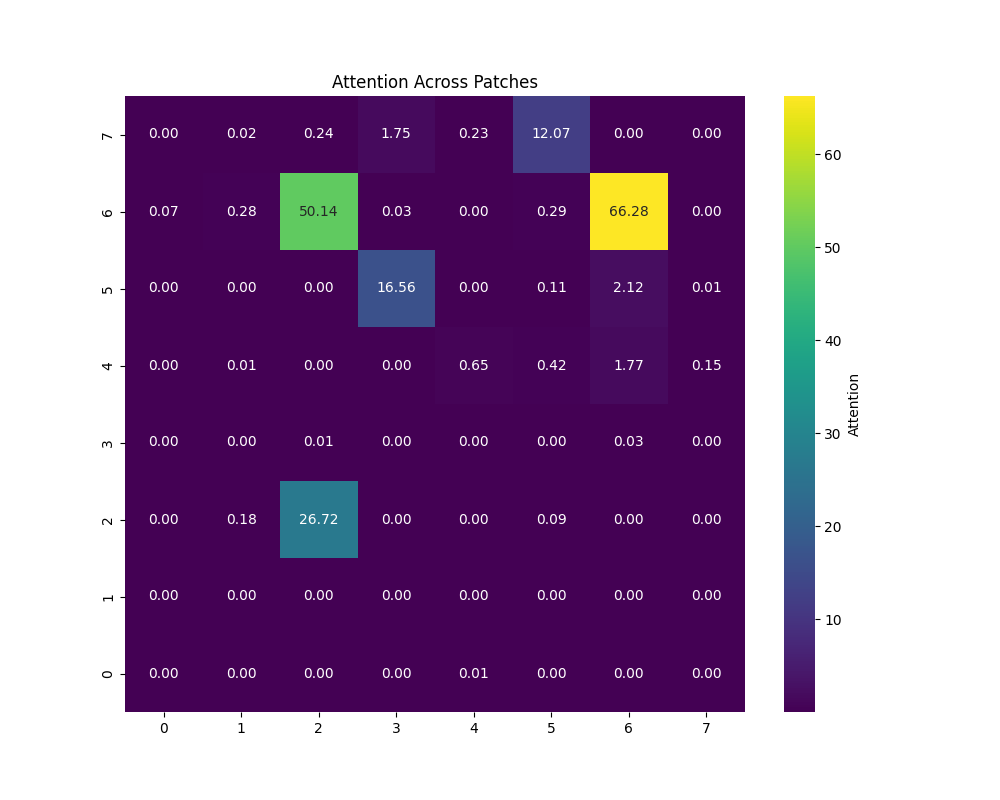 Attention Across Patches
7 0.00 0.02 0.24 1.75 0.23 12.07 0.00 0.00
6 0.07 0.28 50.14 0.03 0.00 0.29 66.28 0.00
5 0.00 0.00 0.00 16.56 0.00 0.11 2.12 0.01
4 0.00 0.01 0.00 0.00 0.65 0.42 1.77 0.15
3 0.00 0.00 0.01 0.00 0.00 0.00 0.03 0.00
2 0.00 0.18 26.72 0.00 0.00 0.09 0.00 0.00
1 0.00 0.00 0.00 0.00 0.00 0.00 0.00 0.00
0 0.00 0.00 0.00 0.00 0.01 0.00 0.00 0.00
0 1 2 3 4 5 6 7
60
50
40
30
20
10
Attention